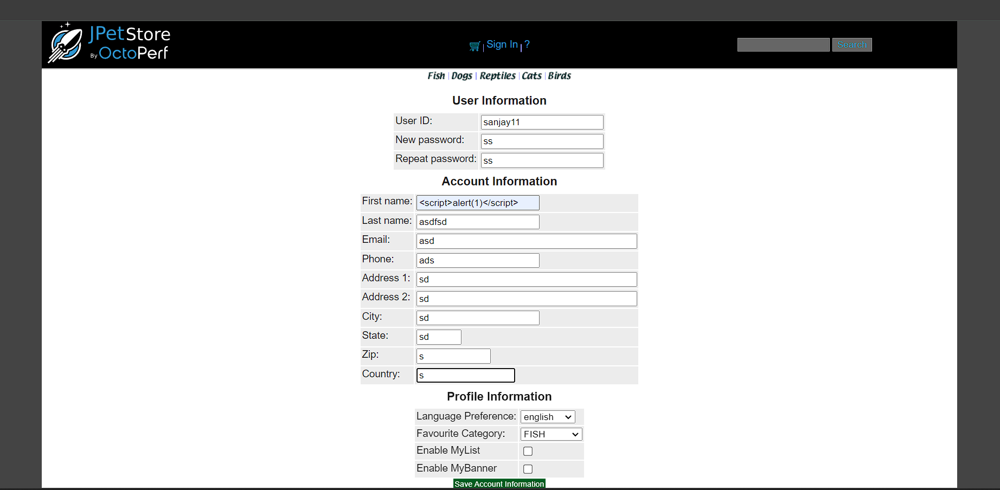 JPetStore
By OctoPerf
Sign In
?
Search
Fish | Dogs | Reptiles | Cats | Birds
User Information
User ID: sanjay11
New password: ss
Repeat password: ss
Account Information
First name: <script>alert(1)</script>
Last name: asdfsd
Email: asd
Phone: ads
Address 1: sd
Address 2: sd
City: sd
State: sd
Zip: s
Country: s
Profile Information
Language Preference: english
Favourite Category: FISH
Enable MyList
Enable MyBanner
Save Account Information